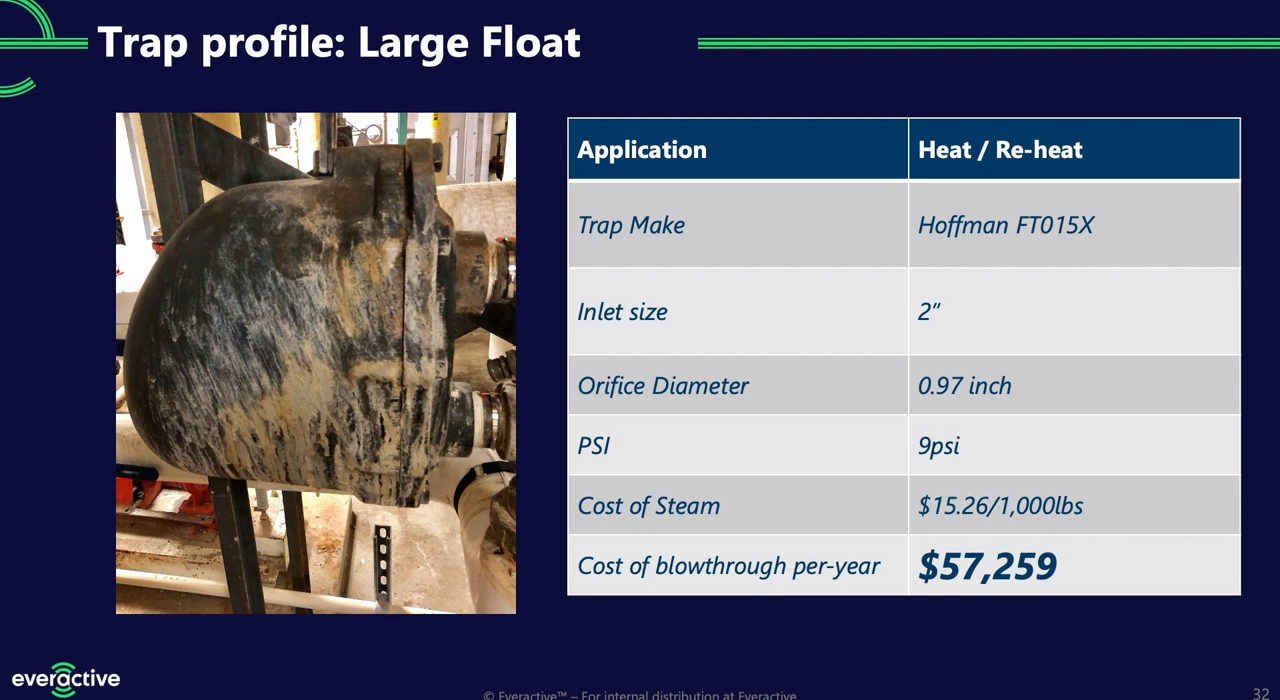 Trap profile: Large Float
Application Heat / Re-heat
Trap Make Hoffman FT015X
Inlet size 2”
Orifice Diameter 0.97 inch
PSI 9psi
Cost of Steam $15.26/1,000lbs
Cost of blowthrough per-year $57,259
everactive
© Everactive™ – For internal distribution at Everactive
32